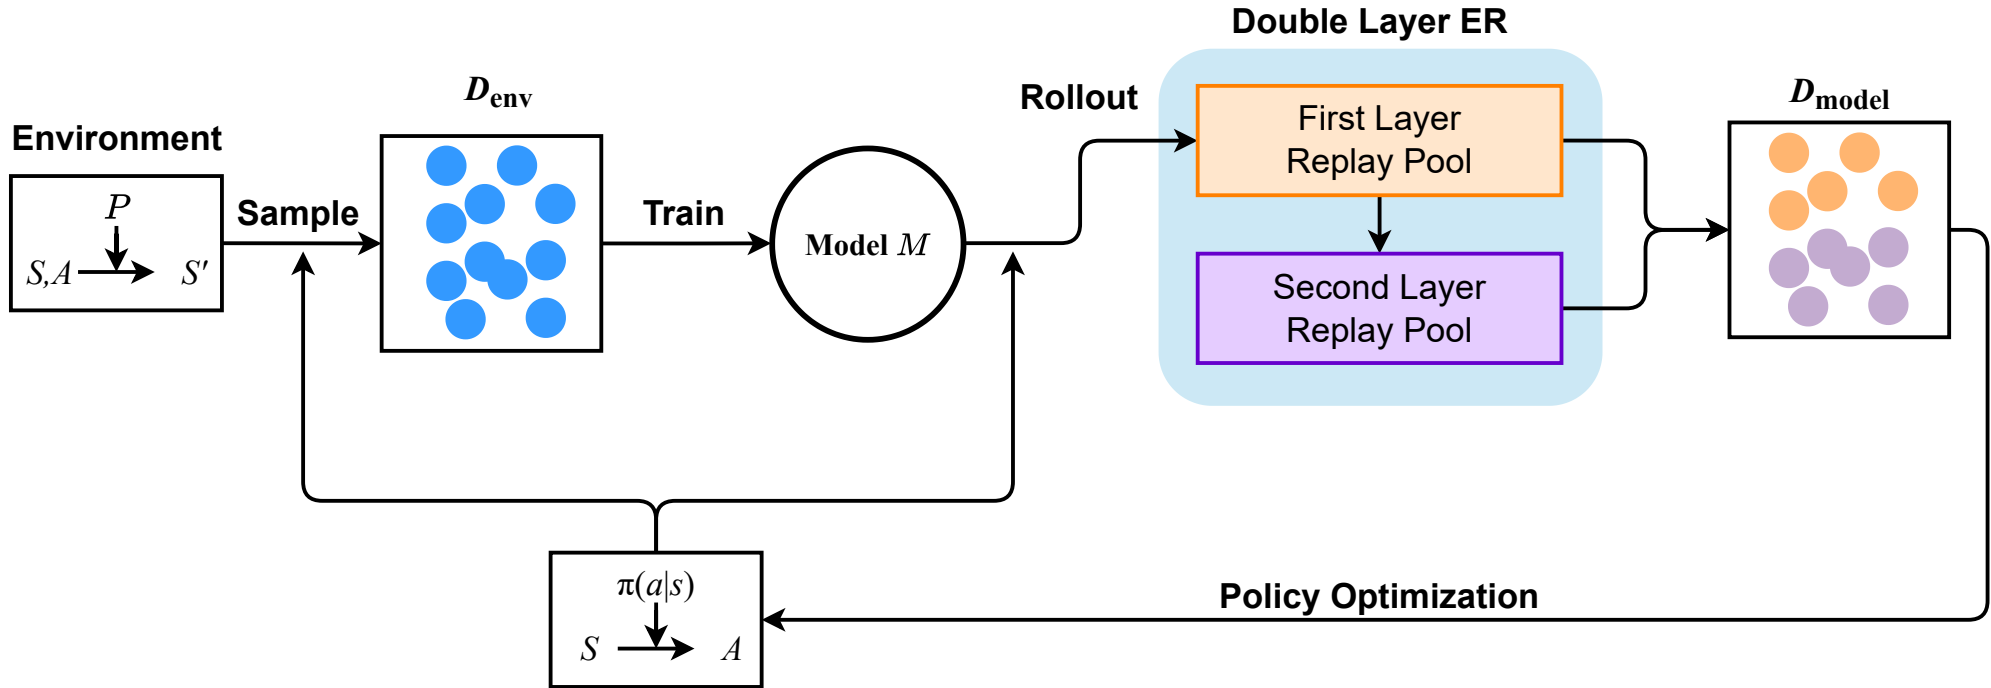 Double Layer ER
D_env
Rollout
D_model
Environment
First Layer
Replay Pool
P
Sample
Train
S,A
S'
Model M
Second Layer
Replay Pool
π(a|s)
Policy Optimization
S
A